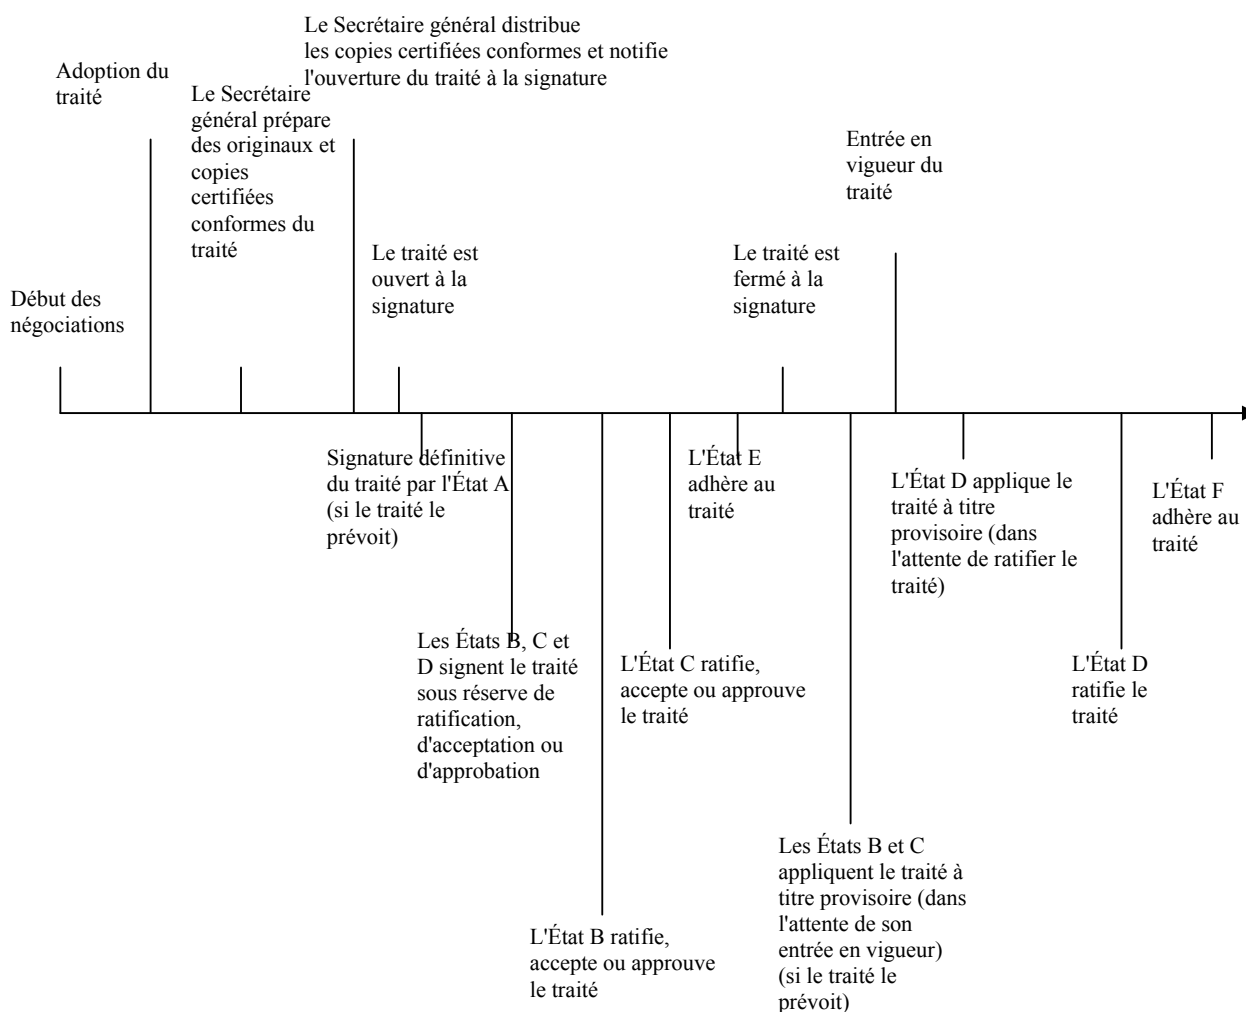 Le Secrétaire général distribue
les copies certifiées conformes et notifie
l'ouverture du traité à la signature
Adoption du
traité
Le Secrétaire
général prépare
des originaux et
copies
certifiées
conformes du
traité
Entrée en
vigueur du
traité
Le traité est
ouvert à la
signature
Le traité est
fermé à la
signature
Début des
négociations
Signature définitive
du traité par l'État A
(si le traité le
prévoit)
L'État E
adhère au
traité
L'État D applique le
traité à titre
provisoire (dans
l'attente de ratifier le
traité)
L'État F
adhère au
traité
Les États B, C et
D signent le traité
sous réserve de
ratification,
d'acceptation ou
d'approbation
L'État C ratifie,
accepte ou approuve
le traité
L'État D
ratifie le
traité
Les États B et C
appliquent le traité à
titre provisoire (dans
l'attente de son
entrée en vigueur)
(si le traité le
prévoit)
L'État B ratifie,
accepte ou approuve
le traité